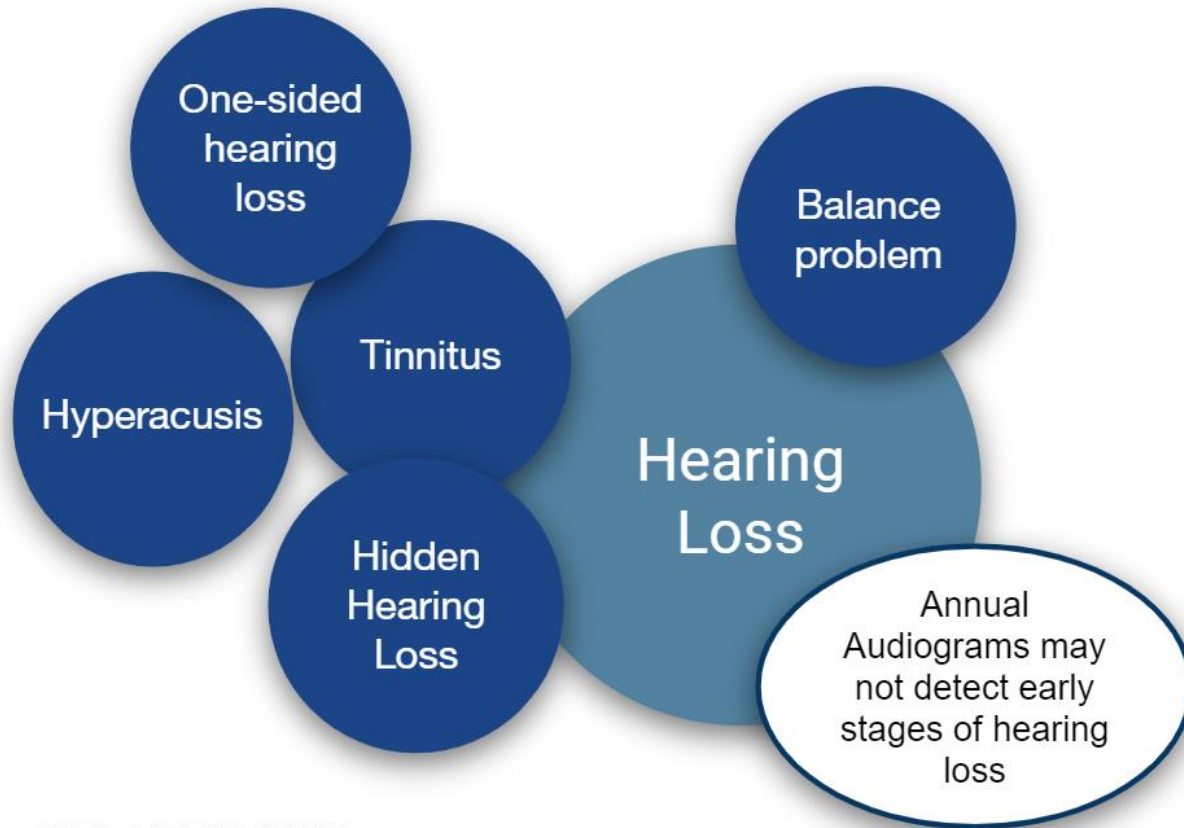 One-sided
hearing
loss
Balance
problem
Tinnitus
Hyperacusis
Hearing
Loss
Hidden
Hearing
Loss
Annual
Audiograms may
not detect early
stages of hearing
loss